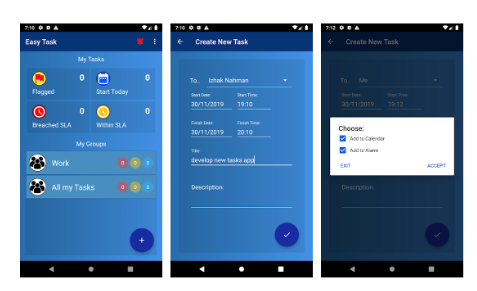 7:10
Easy Task
My Tasks
0
0
Flagged
Start Today
0
0
Breached SLA
Within SLA
My Groups
Work
0 0 0
All my Tasks
0 0 0
+
7:10
Create New Task
To.. Izhak Nahman
Start Date: Start Time:
30/11/2019 19:10
Finish Date: Finish Time:
30/11/2019 20:10
Title:
develop new tasks app
Description:
7:12
Create New Task
To.. Me
Start Date: Start Time:
30/11/2019 19:12
Choose:
Add to Calendar
Add to Alarm
EXIT ACCEPT
Description: